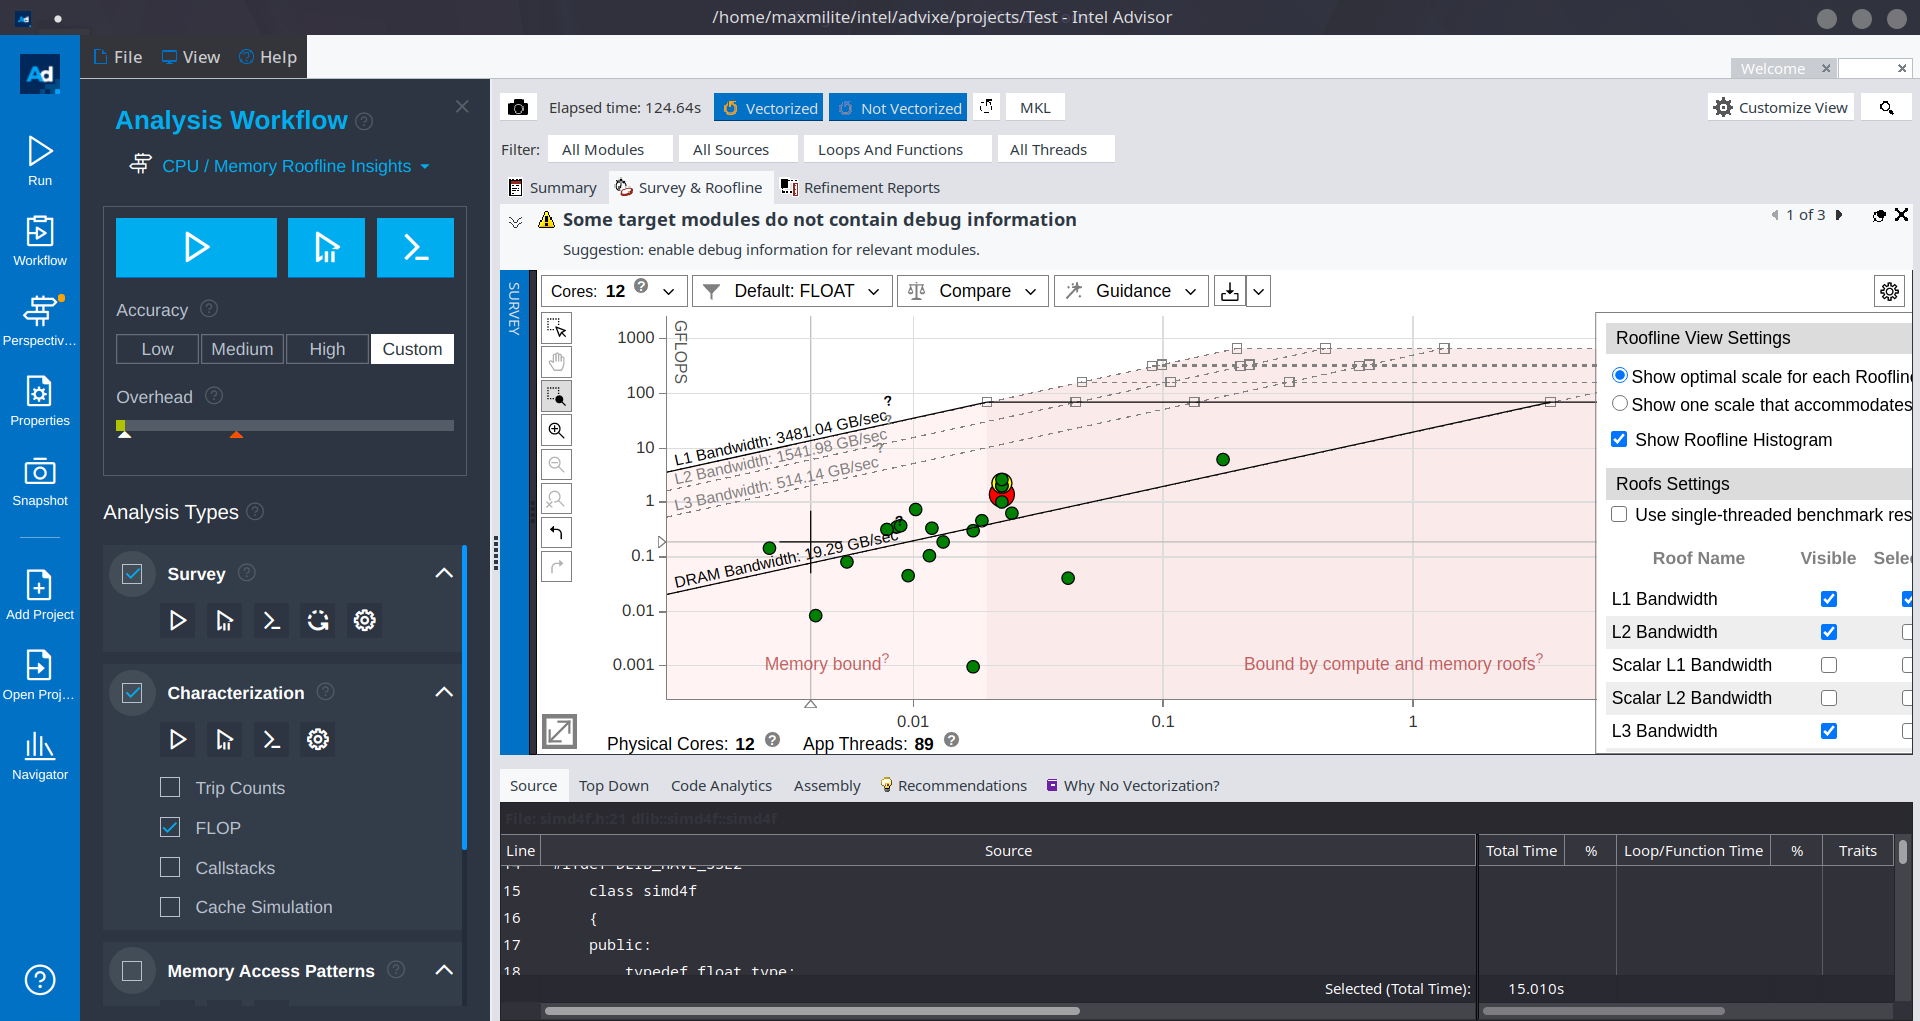 /home/maxmilite/intel/advixe/projects/Test - Intel Advisor
File View Help
Welcome
Ad
Run
Workflow
Perspectiv...
Properties
Snapshot
Add Project
Open Proj...
Navigator
Analysis Workflow
CPU / Memory Roofline Insights
Accuracy
Low Medium High Custom
Overhead
Analysis Types
Survey
Characterization
Trip Counts
FLOP
Callstacks
Cache Simulation
Memory Access Patterns
Elapsed time: 124.64s Vectorized Not Vectorized MKL Customize View
Filter: All Modules All Sources Loops And Functions All Threads
Summary Survey & Roofline Refinement Reports
Some target modules do not contain debug information
1 of 3
Suggestion: enable debug information for relevant modules.
SURVEY
Cores: 12 ? Default: FLOAT Compare Guidance
GFLOPS
1000
100
10
1
0.1
0.01
0.001
L1 Bandwidth: 3481.04 GB/sec ?
L2 Bandwidth: 1541.98 GB/sec ?
L3 Bandwidth: 514.14 GB/sec ?
DRAM Bandwidth: 19.29 GB/sec ?
Memory bound?
Bound by compute and memory roofs?
0.01 0.1 1
Physical Cores: 12 ? App Threads: 89 ?
Roofline View Settings
Show optimal scale for each Roofline
Show one scale that accommodates
Show Roofline Histogram
Roofs Settings
Use single-threaded benchmark res
Roof Name Visible Selec
L1 Bandwidth
L2 Bandwidth
Scalar L1 Bandwidth
Scalar L2 Bandwidth
L3 Bandwidth
Source Top Down Code Analytics Assembly Recommendations Why No Vectorization?
File: simd4f.h:21 dlib::simd4f::simd4f
Line Source Total Time % Loop/Function Time % Traits
14 #ifdef DLIB_HAVE_SSE2
15 class simd4f
16 {
17 public:
18 typedef float type;
Selected (Total Time): 15.010s